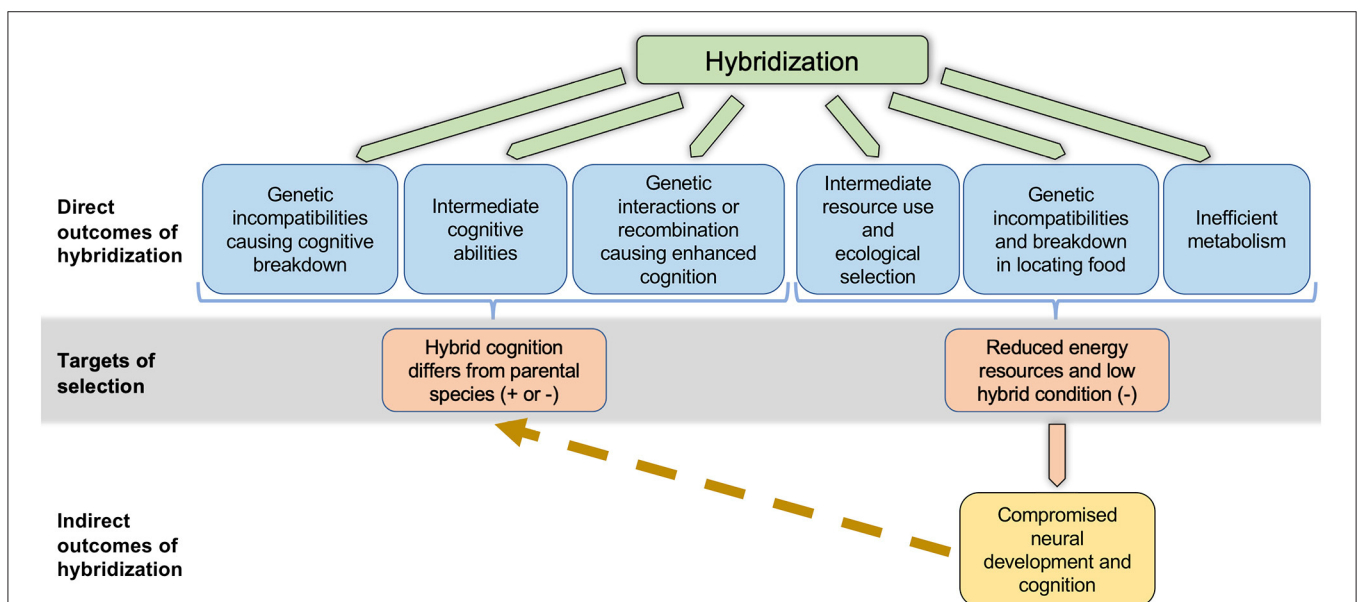 Hybridization
Direct
outcomes of
hybridization
Genetic
incompatibilities
causing cognitive
breakdown
Intermediate
cognitive
abilities
Genetic
interactions or
recombination
causing enhanced
cognition
Intermediate
resource use
and
ecological
selection
Genetic
incompatibilities
and breakdown
in locating food
Inefficient
metabolism
Targets of
selection
Hybrid cognition
differs from parental
species (+ or -)
Reduced energy
resources and low
hybrid condition (-)
Indirect
outcomes of
hybridization
Compromised
neural
development and
cognition